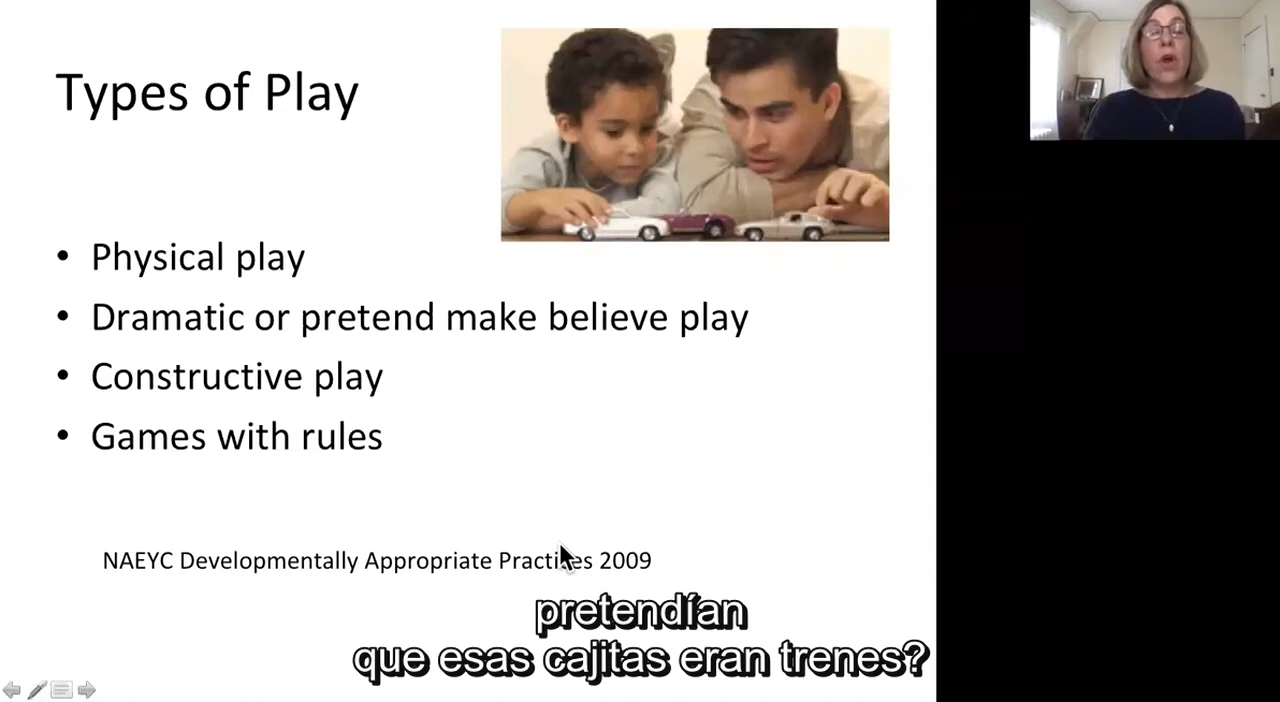 Types of Play
• Physical play
• Dramatic or pretend make believe play
• Constructive play
• Games with rules
NAEYC Developmentally Appropriate Practices 2009
pretendían
que esas cajitas eran trenes?